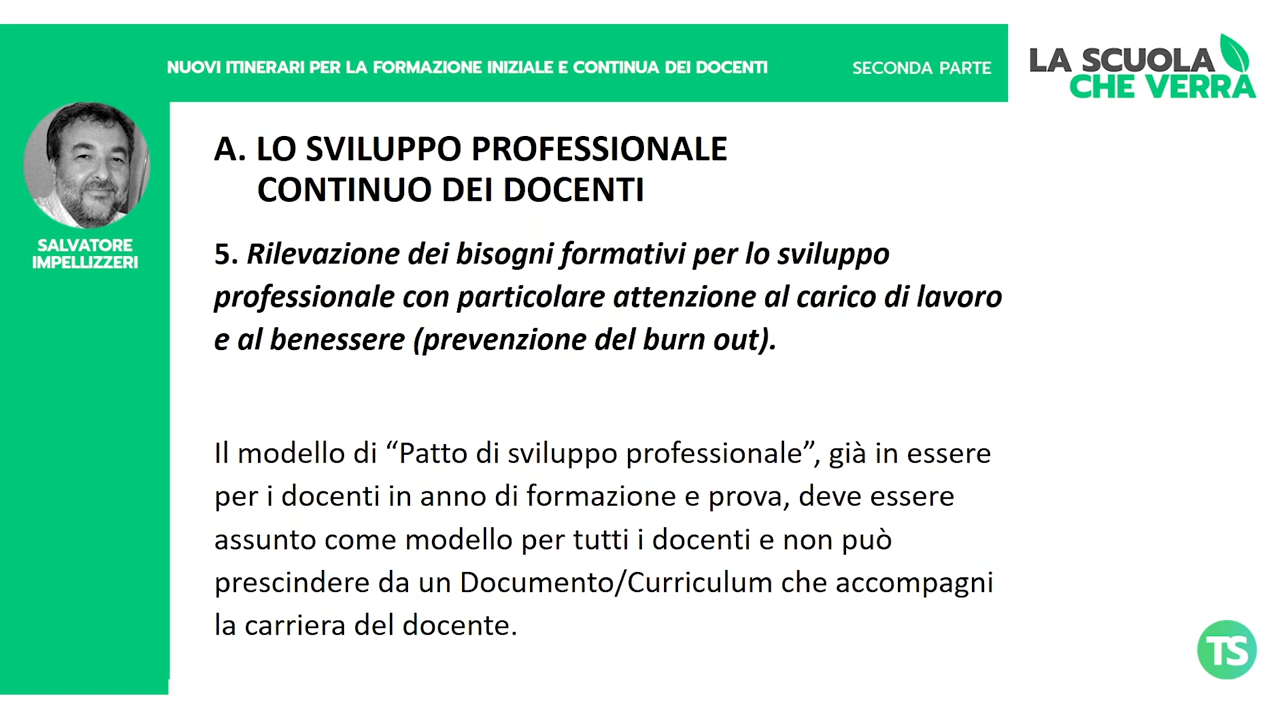 NUOVI ITINERARI PER LA FORMAZIONE INIZIALE E CONTINUA DEI DOCENTI
SECONDA PARTE
LA SCUOLA
CHE VERRÀ
SALVATORE
IMPELLIZZERI
A. LO SVILUPPO PROFESSIONALE
CONTINUO DEI DOCENTI
5. Rilevazione dei bisogni formativi per lo sviluppo
professionale con particolare attenzione al carico di lavoro
e al benessere (prevenzione del burn out).
Il modello di “Patto di sviluppo professionale”, già in essere
per i docenti in anno di formazione e prova, deve essere
assunto come modello per tutti i docenti e non può
prescindere da un Documento/Curriculum che accompagni
la carriera del docente.
TS